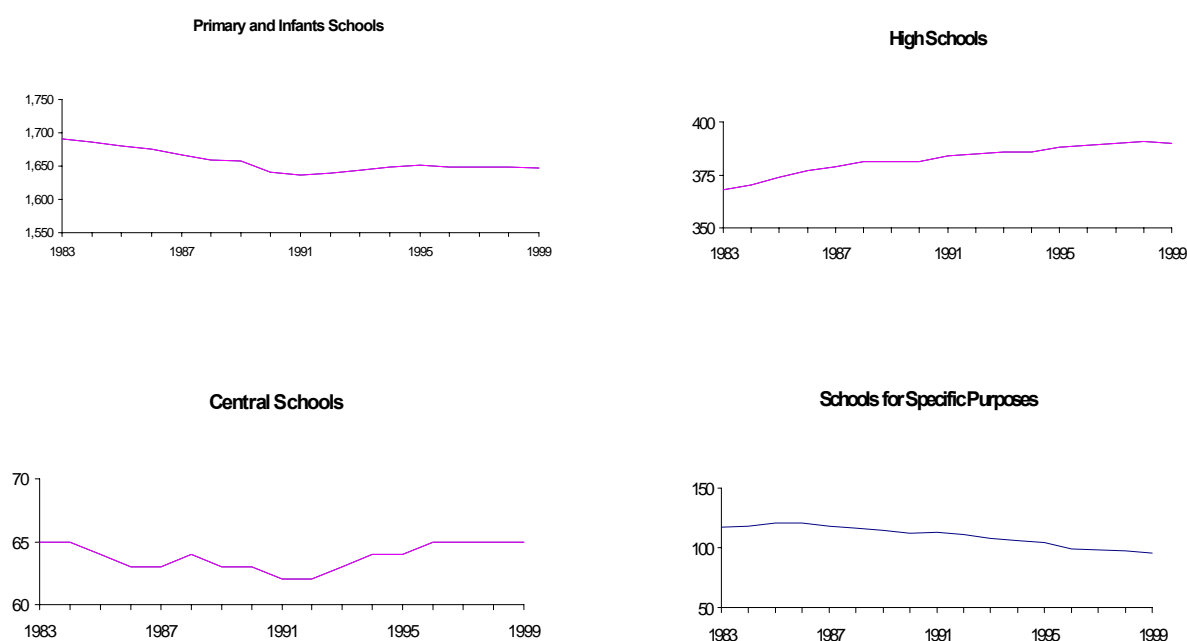 Primary and Infants Schools
1,750
1,700
1,650
1,600
1,550
1983 1987 1991 1995 1999
High Schools
400
375
350
1983 1987 1991 1995 1999
Central Schools
70
65
60
1983 1987 1991 1995 1999
Schools for Specific Purposes
150
100
50
1983 1987 1991 1995 1999